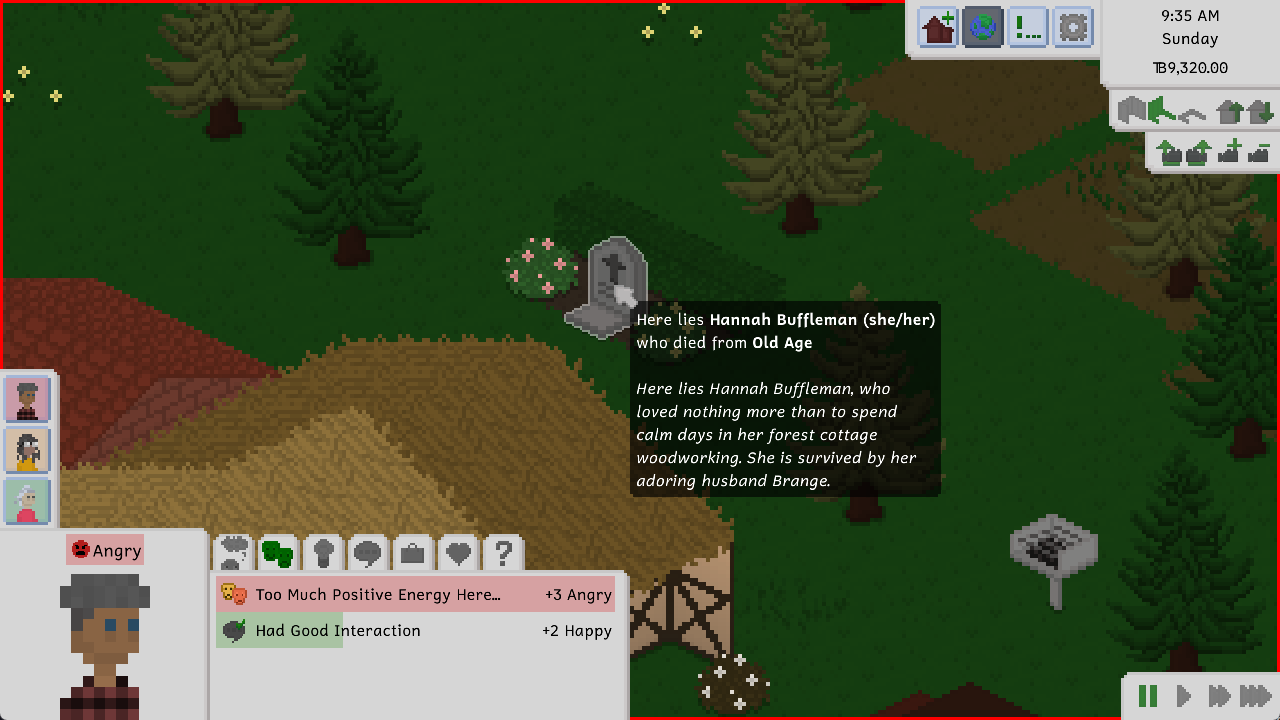 9:35 AM
Sunday
₸B9,320.00
Here lies Hannah Buffleman (she/her)
who died from Old Age
Here lies Hannah Buffleman, who
loved nothing more than to spend
calm days in her forest cottage
woodworking. She is survived by her
adoring husband Brange.
Angry
Too Much Positive Energy Here... +3 Angry
Had Good Interaction +2 Happy